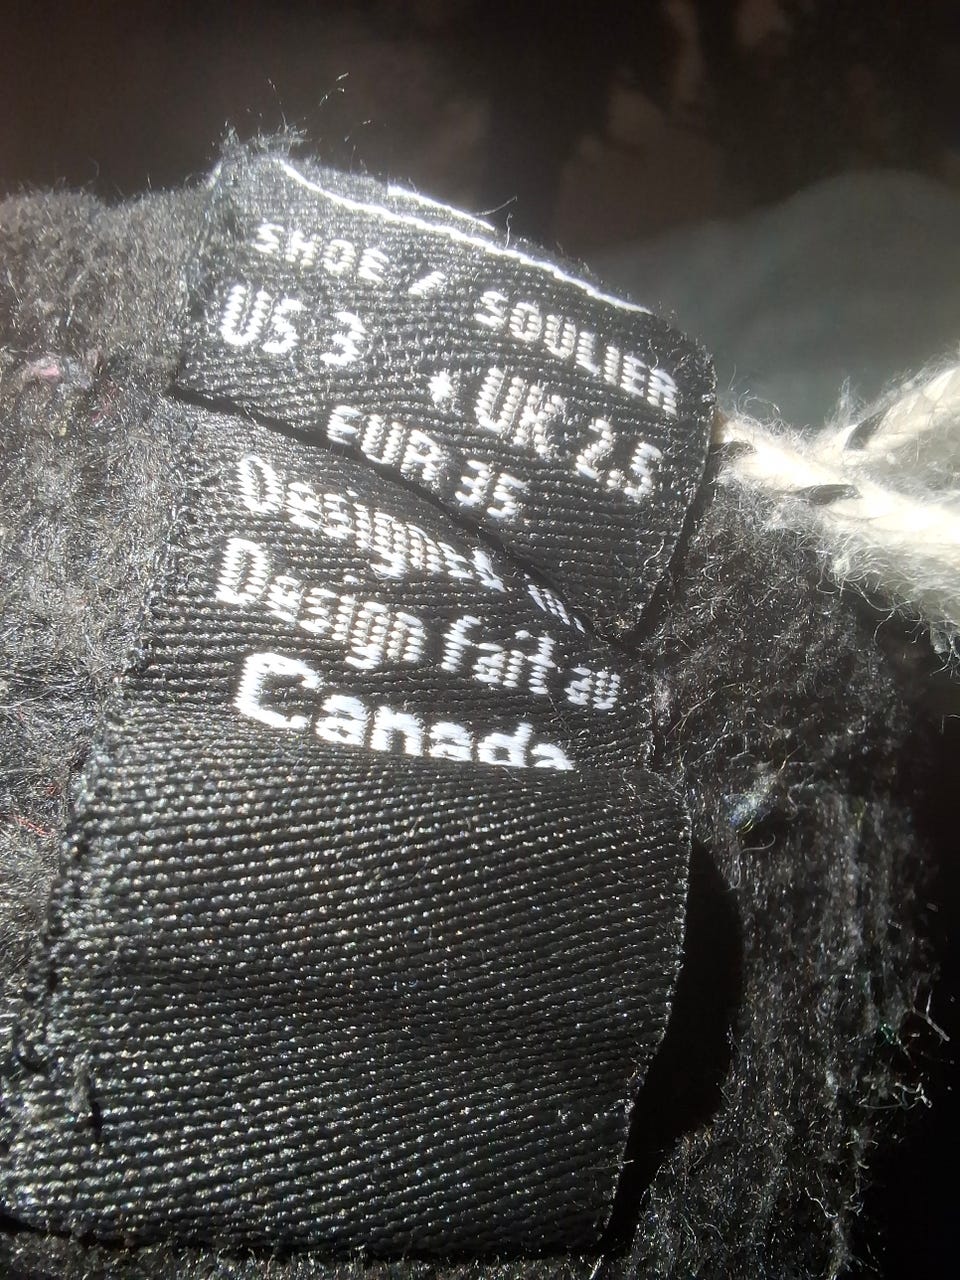 SHOE / SOULIER
US 3 * UK 2.5
EUR 35
Designed in
Design fait au
Canada